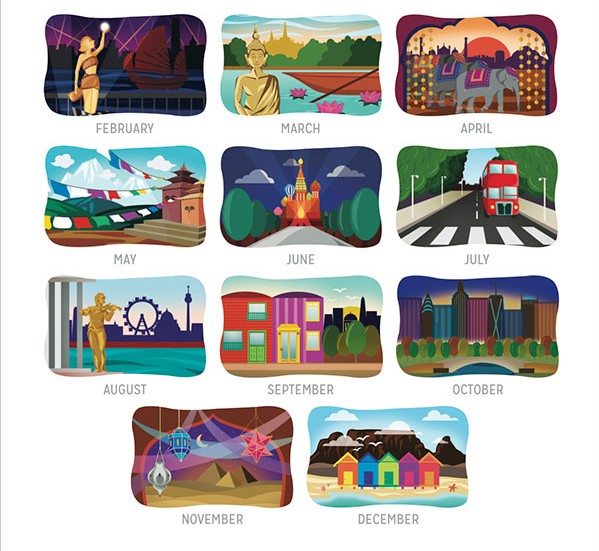 FEBRUARY
MARCH
APRIL
MAY
JUNE
JULY
AUGUST
SEPTEMBER
OCTOBER
NOVEMBER
DECEMBER